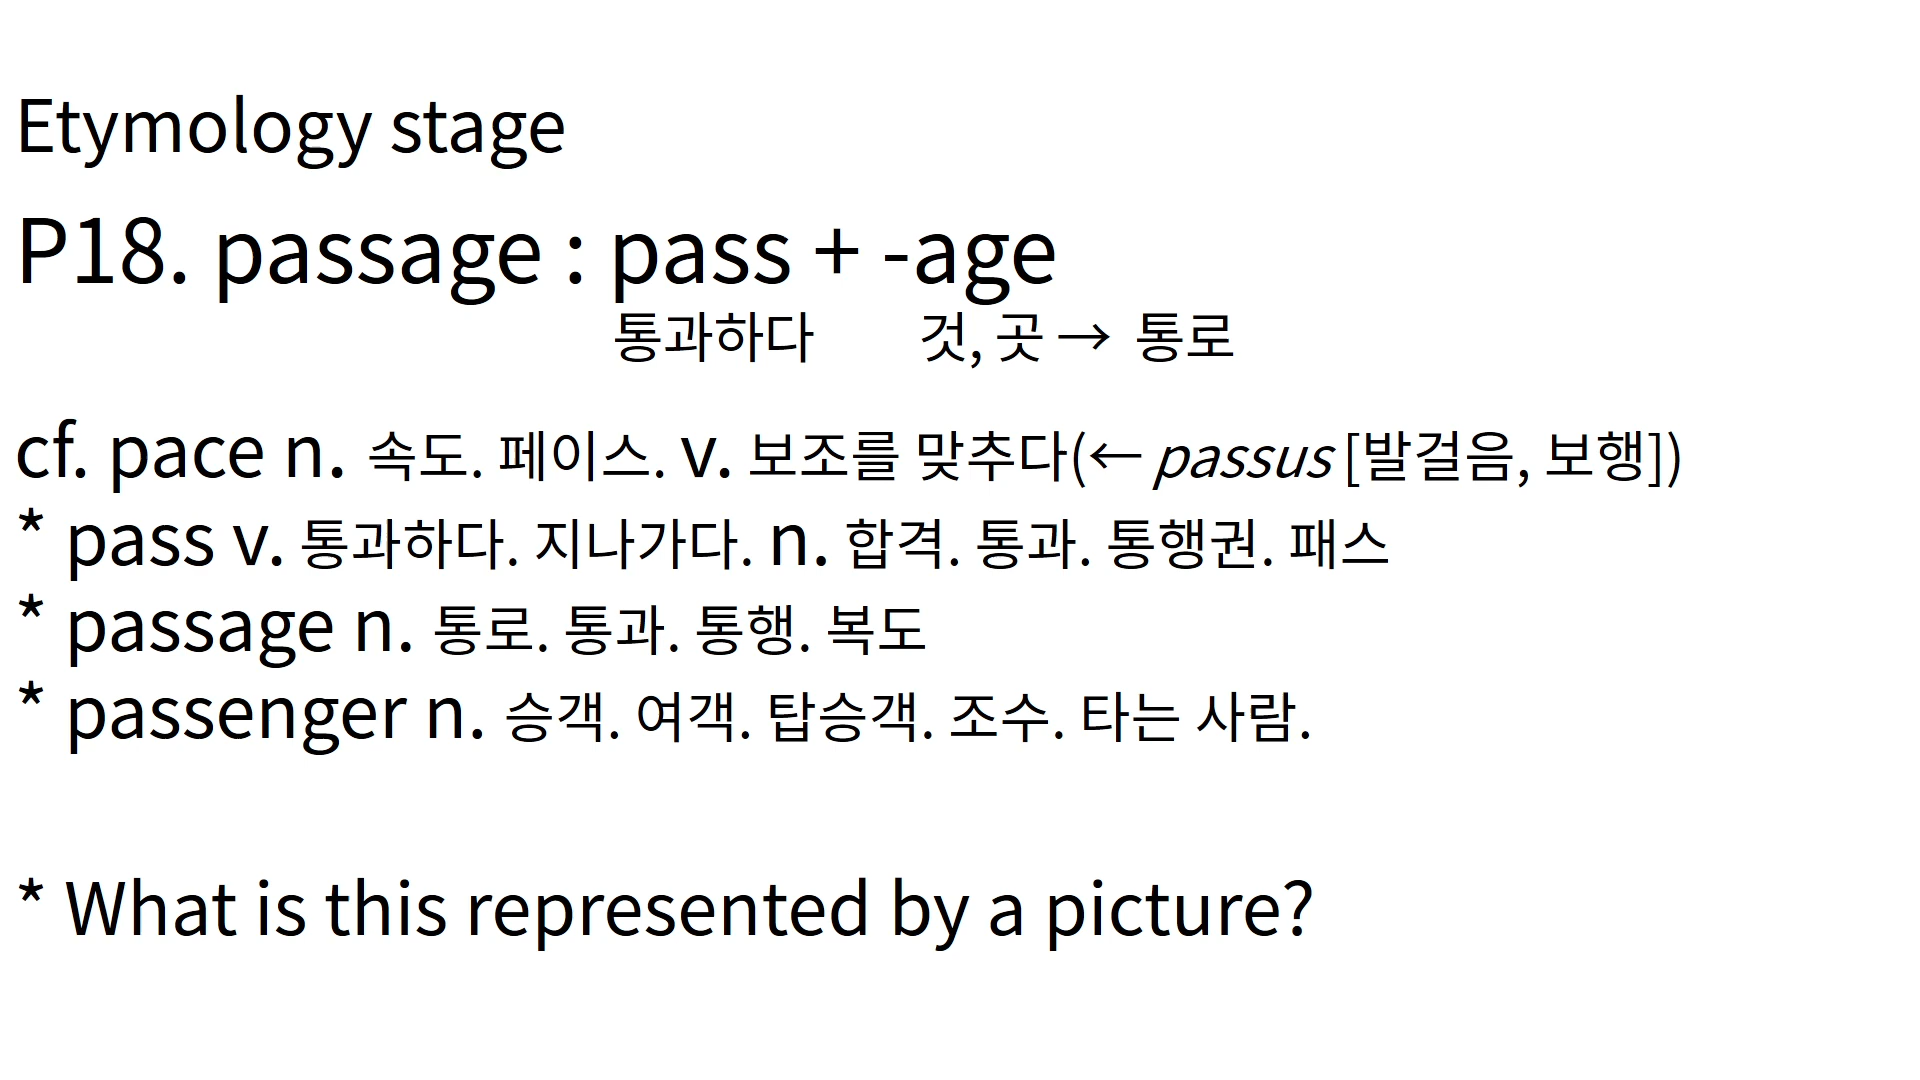 Etymology stage
P18. passage : pass + -age
통과하다 것, 곳 → 통로
cf. pace n. 속도. 페이스. v. 보조를 맞추다(← passus [발걸음, 보행])
* pass v. 통과하다. 지나가다. n. 합격. 통과. 통행권. 패스
* passage n. 통로. 통과. 통행. 복도
* passenger n. 승객. 여객. 탑승객. 조수. 타는 사람.
* What is this represented by a picture?